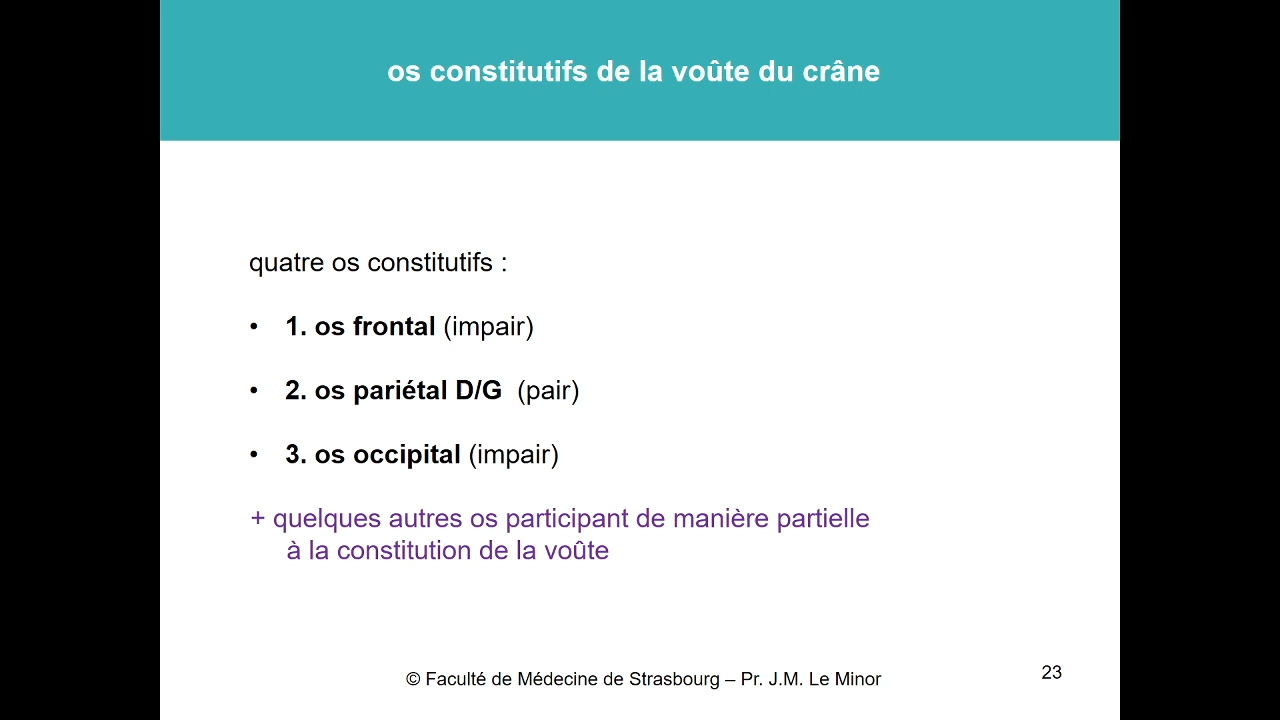 os constitutifs de la voûte du crâne
quatre os constitutifs :
• 1. os frontal (impair)
• 2. os pariétal D/G (pair)
• 3. os occipital (impair)
+ quelques autres os participant de manière partielle
à la constitution de la voûte
© Faculté de Médecine de Strasbourg – Pr. J.M. Le Minor
23